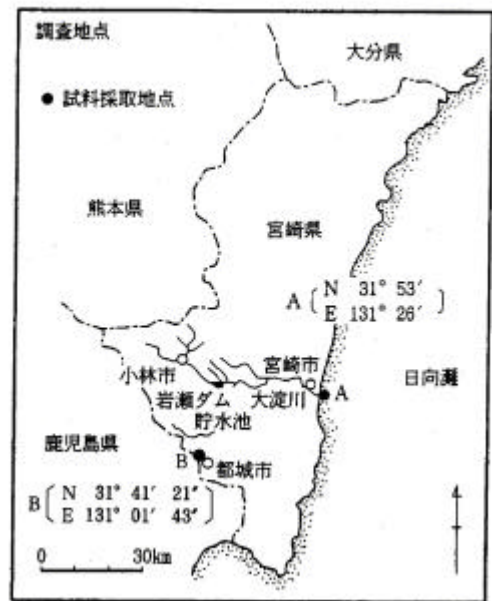 調査地点
大分県
● 試料採取地点
熊本県
宮崎県
A N 31° 53′
E 131° 26′
小林市
宮崎市
A
日向灘
岩瀬ダム
大淀川
貯水池
鹿児島県
B
都城市
B N 31° 41′ 21″
E 131° 01′ 43″
0 30km